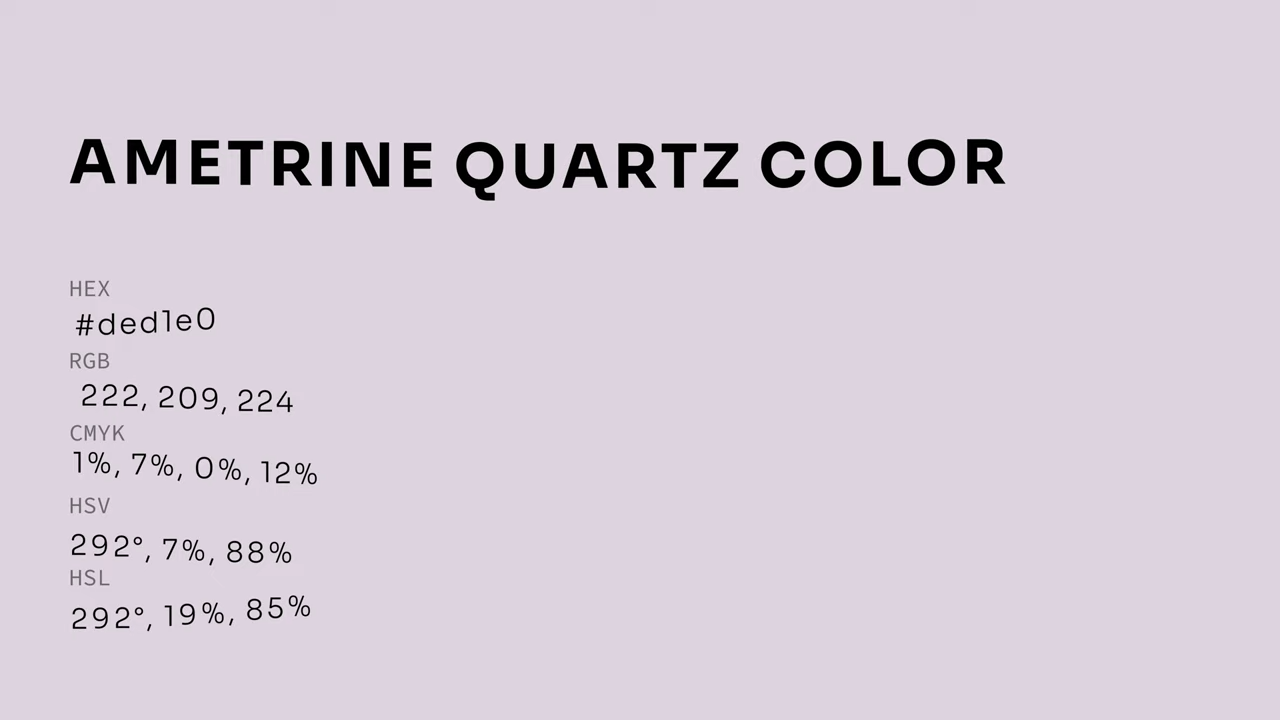 AMETRINE QUARTZ COLOR
HEX
#ded1e0
RGB
222, 209, 224
CMYK
1%, 7%, 0%, 12%
HSV
292°, 7%, 88%
HSL
292°, 19%, 85%